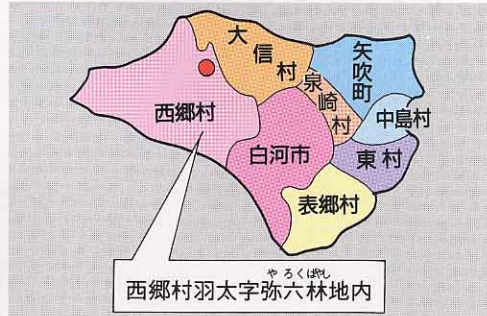 大信村
矢吹町
泉崎村
西郷村
中島村
白河市
東村
表郷村
やろくばやし
西郷村羽太字弥六林地内